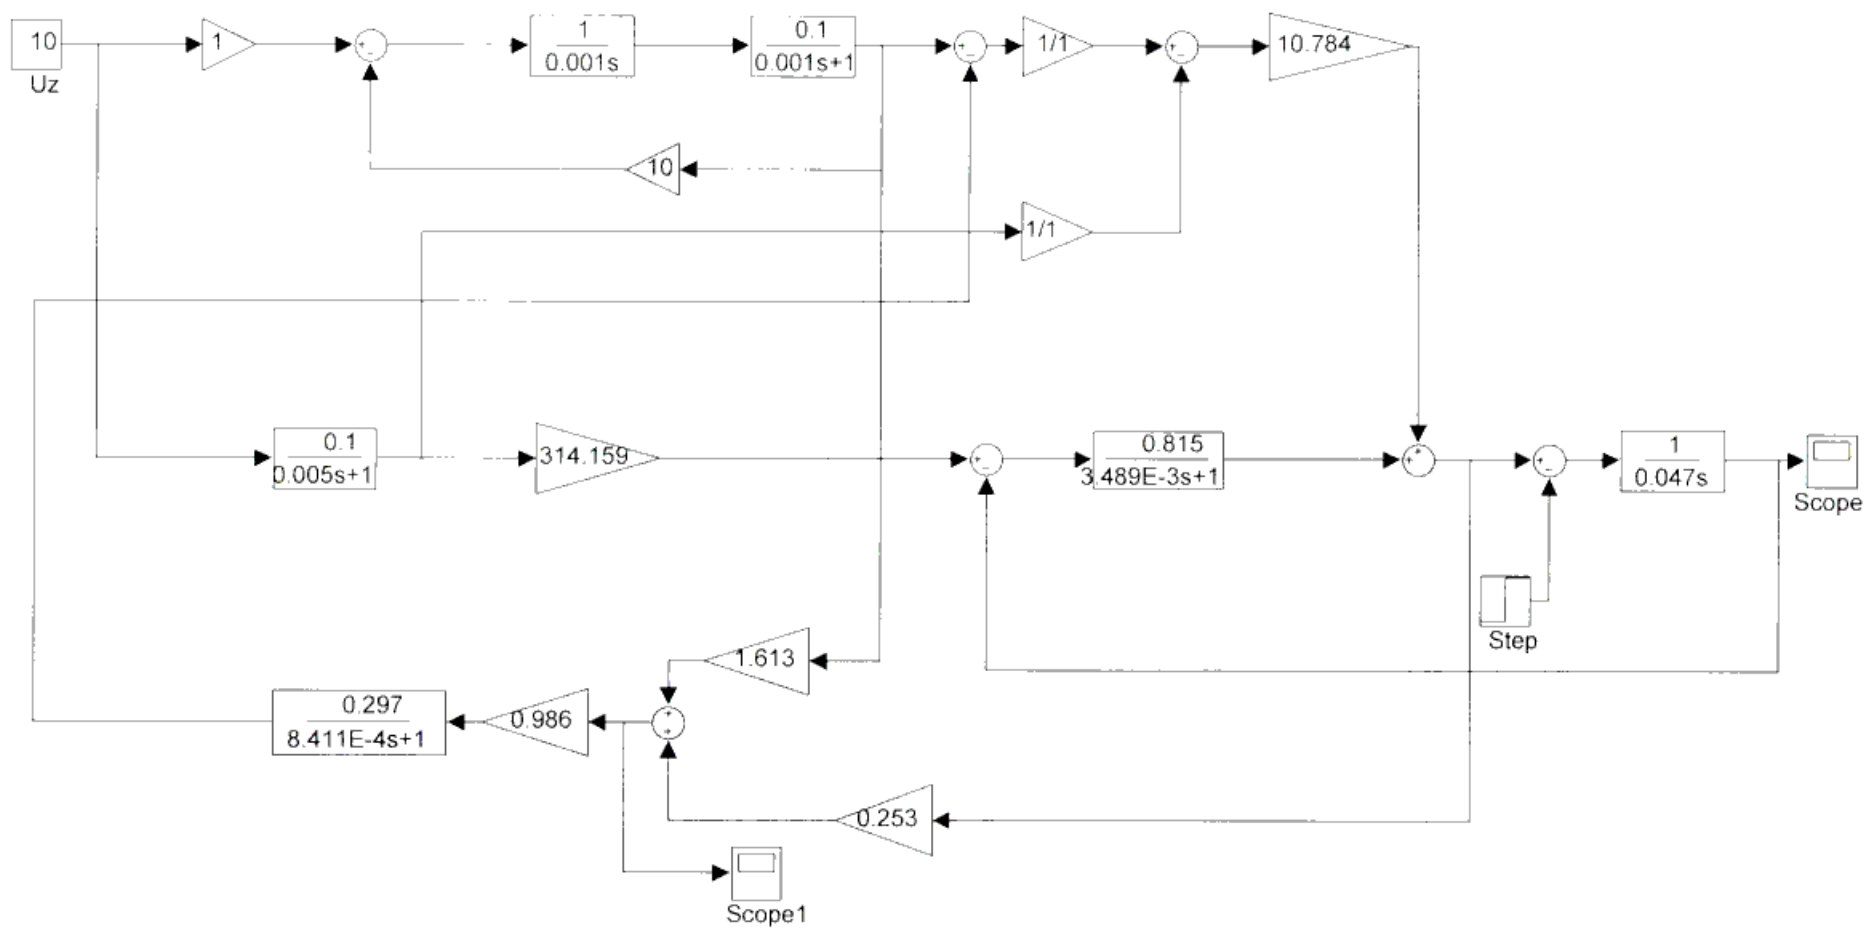 10
Uz
1
1
0.001s
0.1
0.001s+1
1/1
10.784
10
1/1
0.1
0.005s+1
314.159
0.815
3.489E-3s+1
1
0.047s
Scope
Step
1.613
0.297
8.411E-4s+1
0.986
0.253
Scope1